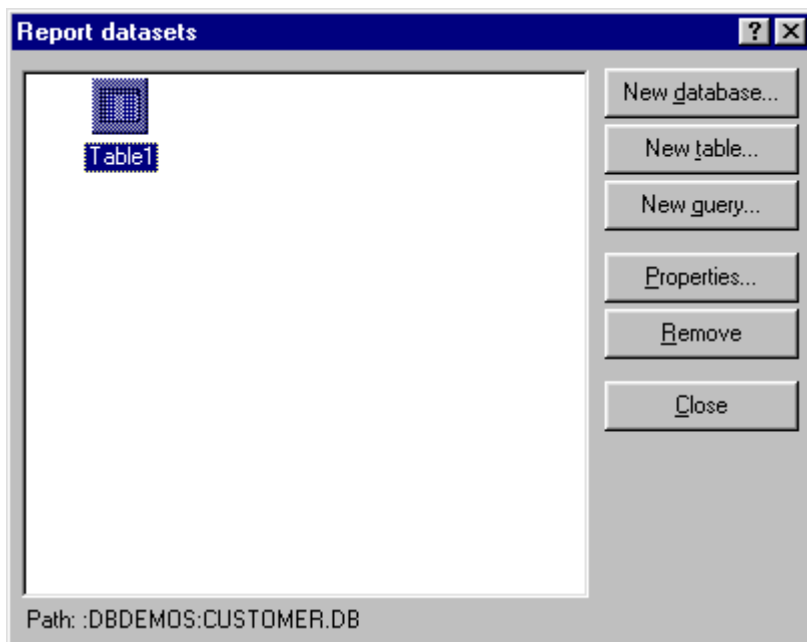 Report datasets
Table1
New database...
New table...
New query...
Properties...
Remove
Close
Path: :DBDEMOS:CUSTOMER.DB